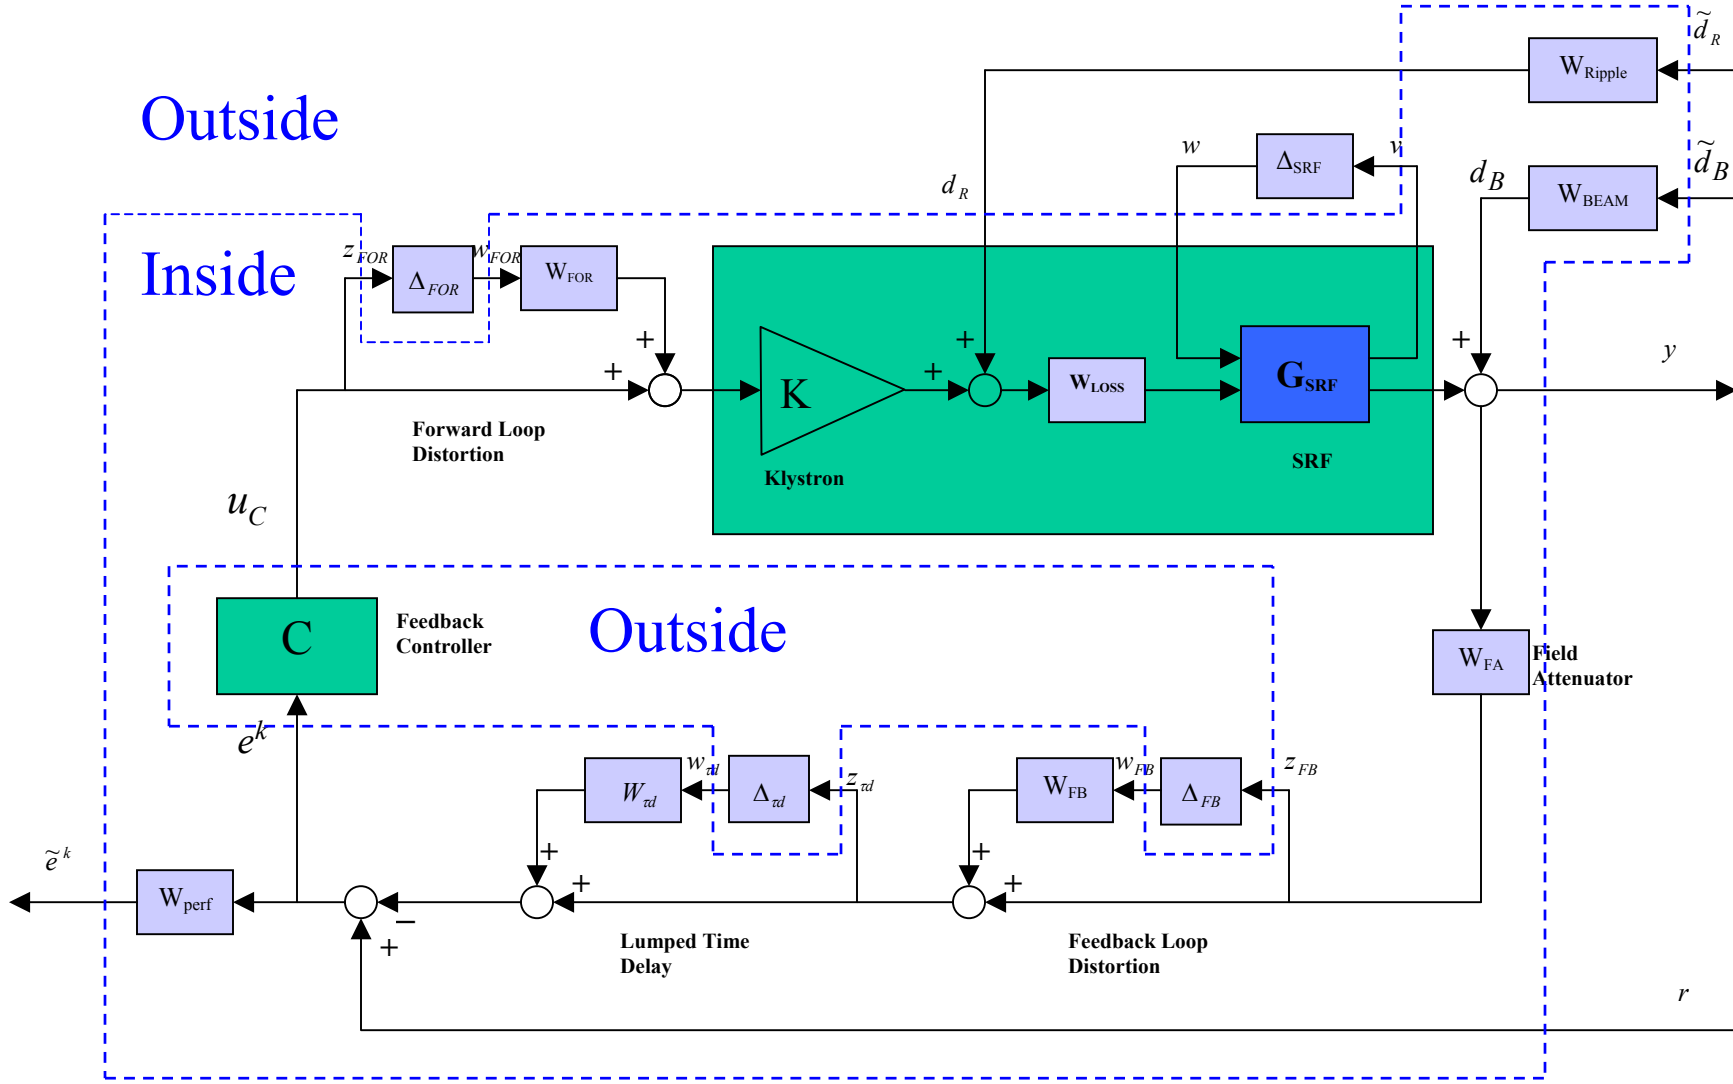 d̃_R
W_Ripple
Outside
w
Δ_SRF
v
d_B
W_BEAM
d̃_B
d_R
Inside
z_FOR
Δ_FOR
w_FOR
W_FOR
+
+
+
+
+
K
W_LOSS
G_SRF
y
Forward Loop
Distortion
Klystron
SRF
u_C
C
Feedback
Controller
Outside
W_FA
Field
Attenuator
e^k
W_τd
w_τd
Δ_τd
z_τd
W_FB
w_FB
Δ_FB
z_FB
ẽ^k
W_perf
+
+
+
+
−
+
Lumped Time
Delay
Feedback Loop
Distortion
r